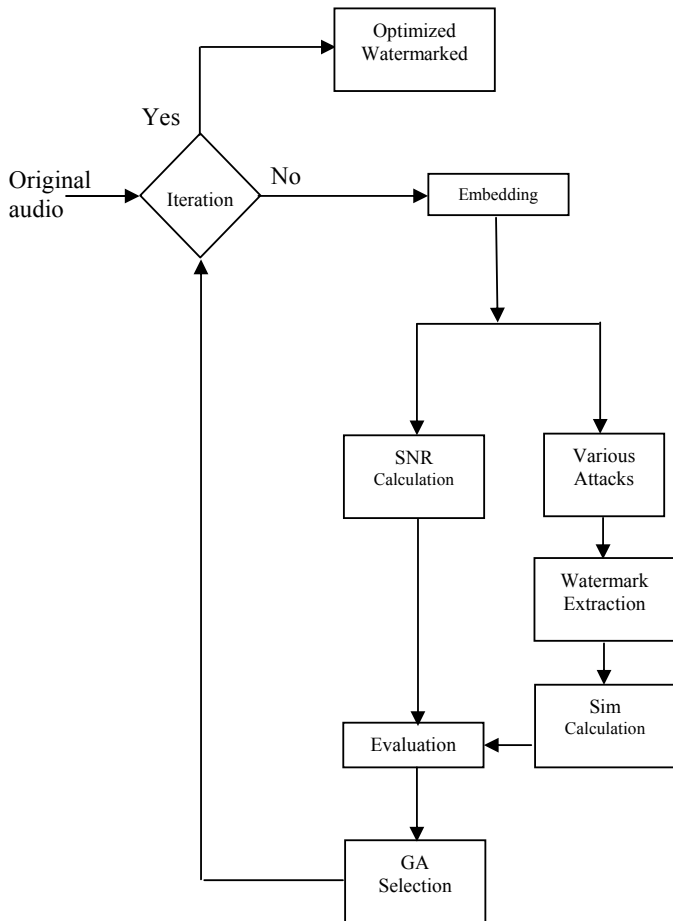 Optimized
Watermarked
Yes
Original
audio
Iteration
No
Embedding
SNR
Calculation
Various
Attacks
Watermark
Extraction
Sim
Calculation
Evaluation
GA
Selection